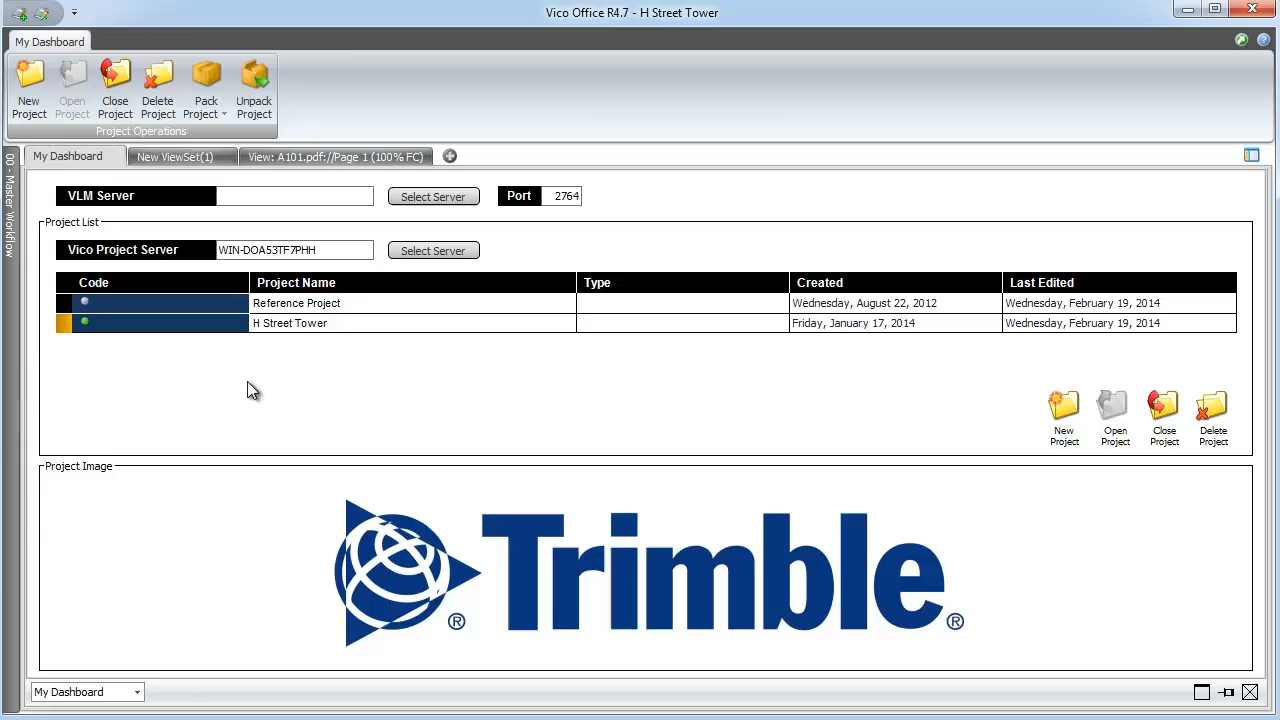 Vico Office R4.7 - H Street Tower
My Dashboard
New Project
Open Project
Close Project
Delete Project
Pack Project
Unpack Project
Project Operations
00 - Master Workflow
My Dashboard
New ViewSet(1)
View: A101.pdf://Page 1 (100% FC)
VLM Server
Select Server
Port
2764
Project List
Vico Project Server
WIN-DOA53TF7PHH
Select Server
Code Project Name Type Created Last Edited
Reference Project Wednesday, August 22, 2012 Wednesday, February 19, 2014
H Street Tower Friday, January 17, 2014 Wednesday, February 19, 2014
New Project
Open Project
Close Project
Delete Project
Project Image
® Trimble ®
My Dashboard